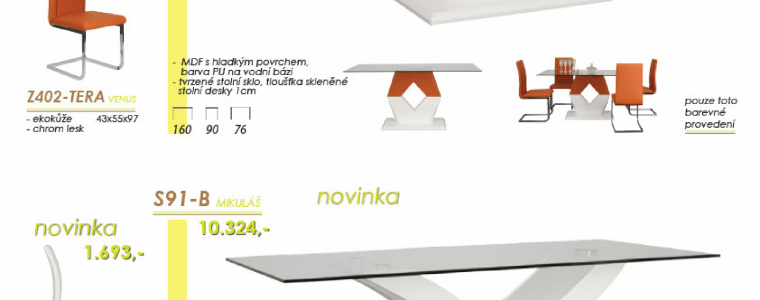 - MDF s hladkým povrchem,
barva PU na vodní bázi
- tvrzené stolní sklo, tloušťka skleněné
stolní desky 1cm
Z402-TERA VENUS
- ekokůže 43x55x97
- chrom lesk
160 90 76
pouze toto
barevné
provedení
S91-B MIKULÁŠ
novinka
novinka
10.324,-
1.693,-